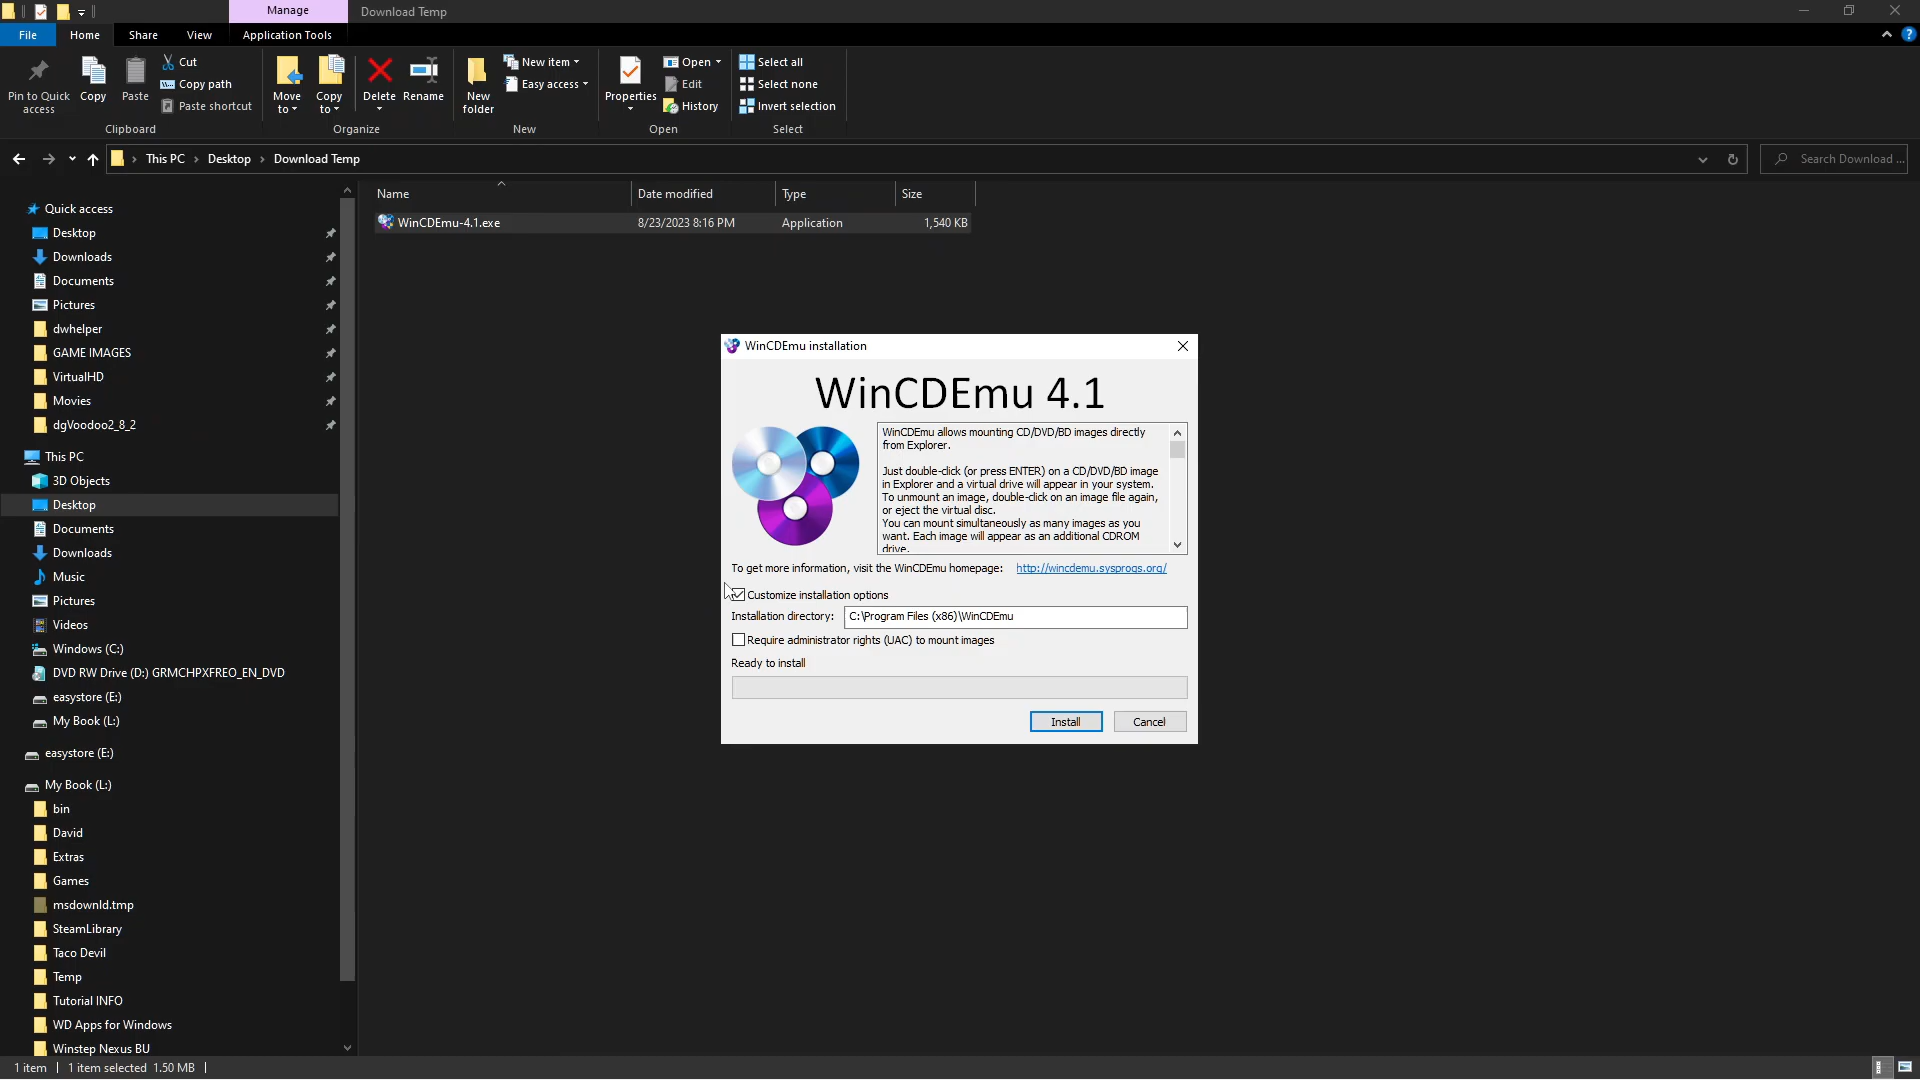 Manage
Download Temp
File
Home
Share
View
Application Tools
Pin to Quick
access
Copy
Paste
Cut
Copy path
Paste shortcut
Clipboard
Move
to
Copy
to
Delete
Rename
Organize
New
folder
New item
Easy access
New
Properties
Open
Edit
History
Open
Select all
Select none
Invert selection
Select
This PC
Desktop
Download Temp
Search Download ...
Name
Date modified
Type
Size
WinCDEmu-4.1.exe
8/23/2023 8:16 PM
Application
1,540 KB
Quick access
Desktop
Downloads
Documents
Pictures
dwhelper
GAME IMAGES
VirtualHD
Movies
dgVoodoo2_8_2
This PC
3D Objects
Desktop
Documents
Downloads
Music
Pictures
Videos
Windows (C:)
DVD RW Drive (D:) GRMCHPXFREO_EN_DVD
easystore (E:)
My Book (L:)
easystore (E:)
My Book (L:)
bin
David
Extras
Games
msdownld.tmp
SteamLibrary
Taco Devil
Temp
Tutorial INFO
WD Apps for Windows
Winstep Nexus BU
WinCDEmu installation
WinCDEmu 4.1
WinCDEmu allows mounting CD/DVD/BD images directly
from Explorer.
Just double-click (or press ENTER) on a CD/DVD/BD image
in Explorer and a virtual drive will appear in your system.
To unmount an image, double-click on an image file again,
or eject the virtual disc.
You can mount simultaneously as many images as you
want. Each image will appear as an additional CDROM
drive.
To get more information, visit the WinCDEmu homepage: http://wincdemu.sysprogs.org/
Customize installation options
Installation directory: C:\Program Files (x86)\WinCDEmu
Require administrator rights (UAC) to mount images
Ready to install
Install
Cancel
1 item
1 item selected 1.50 MB